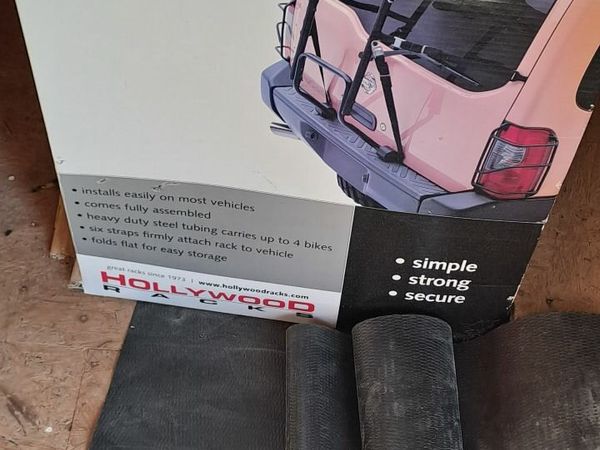 • installs easily on most vehicles
• comes fully assembled
• heavy duty steel tubing carries up to 4 bikes
• six straps firmly attach rack to vehicle
• folds flat for easy storage
great racks since 1973 | www.hollywoodracks.com
HOLLYWOOD
RACKS
• simple
• strong
• secure